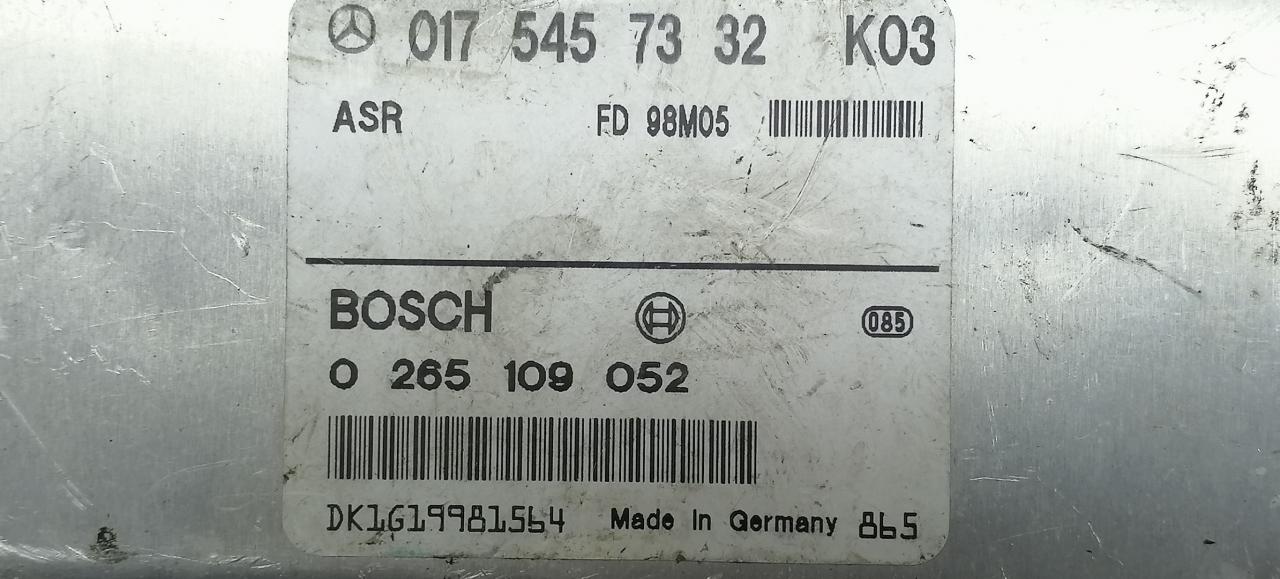 017 545 73 32 K03
ASR FD 98M05
BOSCH 085
0 265 109 052
DK1G19981564 Made in Germany 865